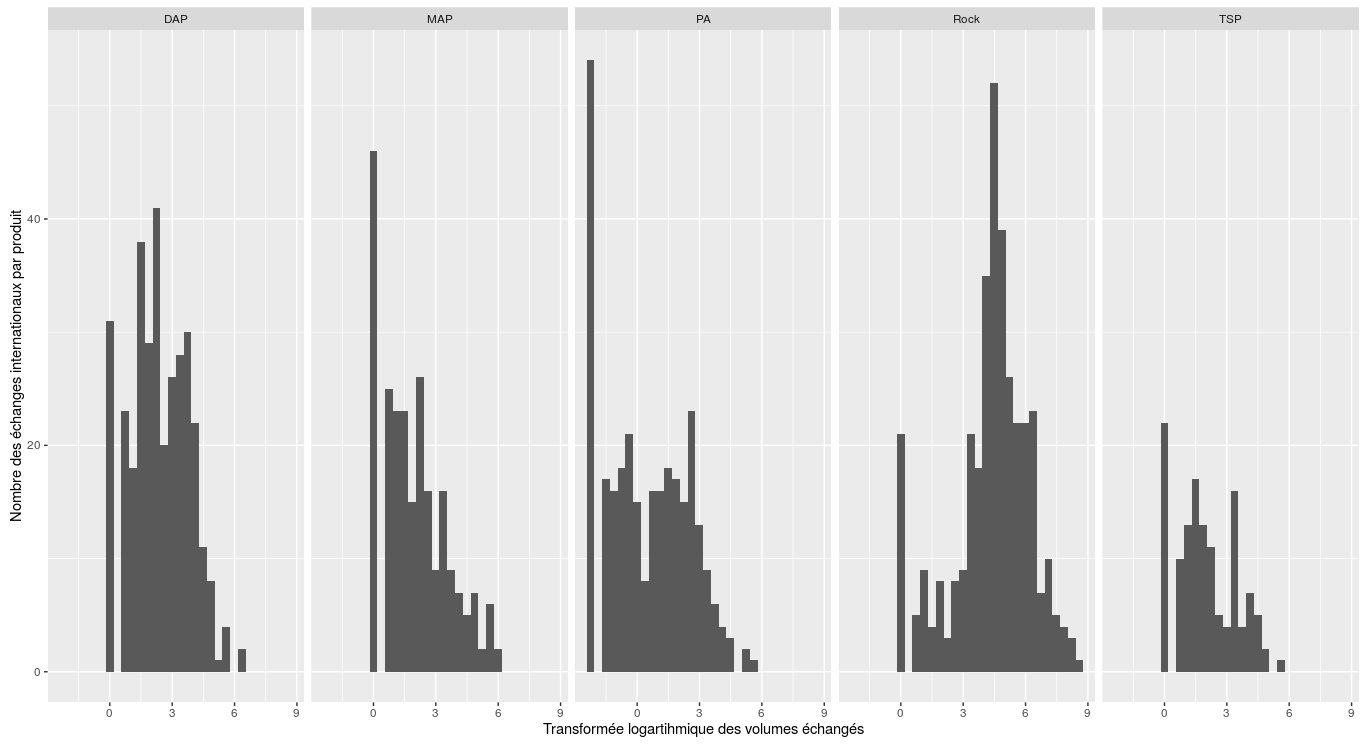 DAP MAP PA Rock TSP
Nombre des échanges internationaux par produit
40
20
0
0 3 6 9 0 3 6 9 0 3 6 9 0 3 6 9 0 3 6 9
Transformée logartihmique des volumes échangés